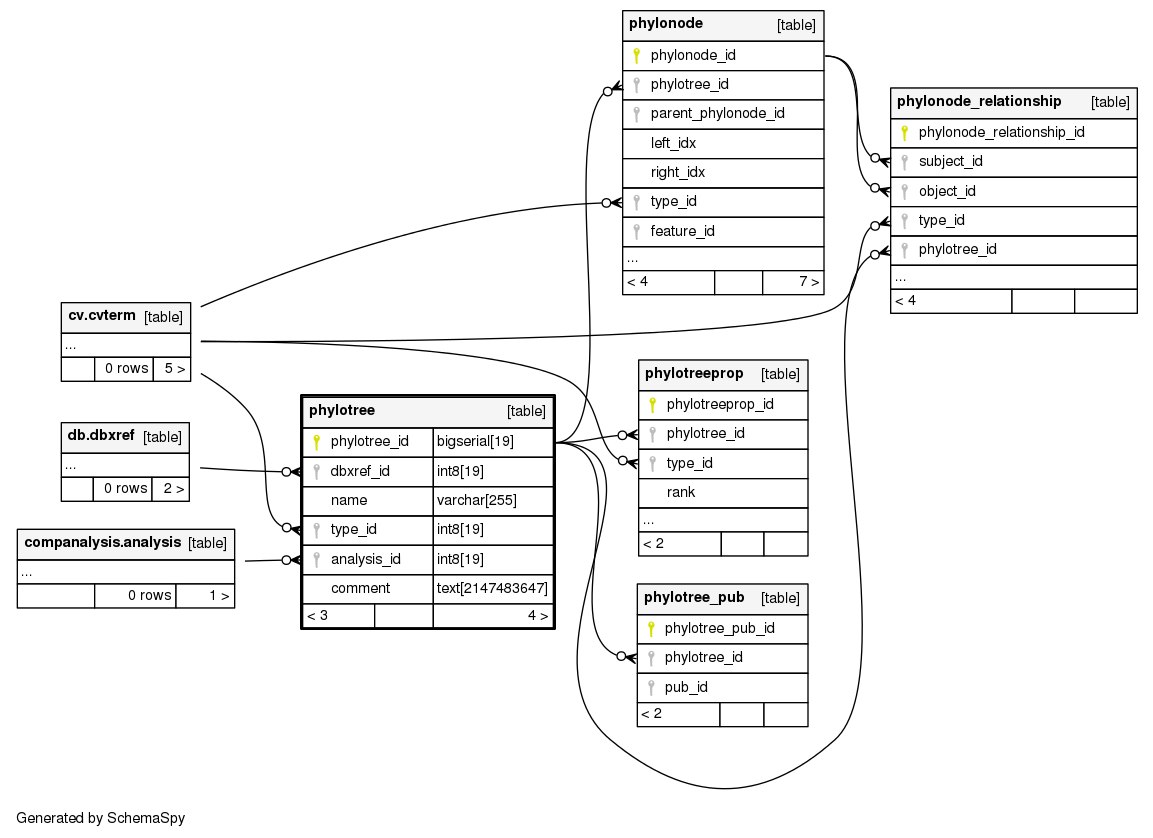 phylonode [table]
phylonode_id
phylotree_id
parent_phylonode_id
left_idx
right_idx
type_id
feature_id
...
< 4 7 >
phylonode_relationship [table]
phylonode_relationship_id
subject_id
object_id
type_id
phylotree_id
...
< 4
cv.cvterm [table]
...
0 rows 5 >
db.dbxref [table]
...
0 rows 2 >
companalysis.analysis [table]
...
0 rows 1 >
phylotree [table]
phylotree_id bigserial[19]
dbxref_id int8[19]
name varchar[255]
type_id int8[19]
analysis_id int8[19]
comment text[2147483647]
< 3 4 >
phylotreeprop [table]
phylotreeprop_id
phylotree_id
type_id
rank
...
< 2
phylotree_pub [table]
phylotree_pub_id
phylotree_id
pub_id
< 2
Generated by SchemaSpy